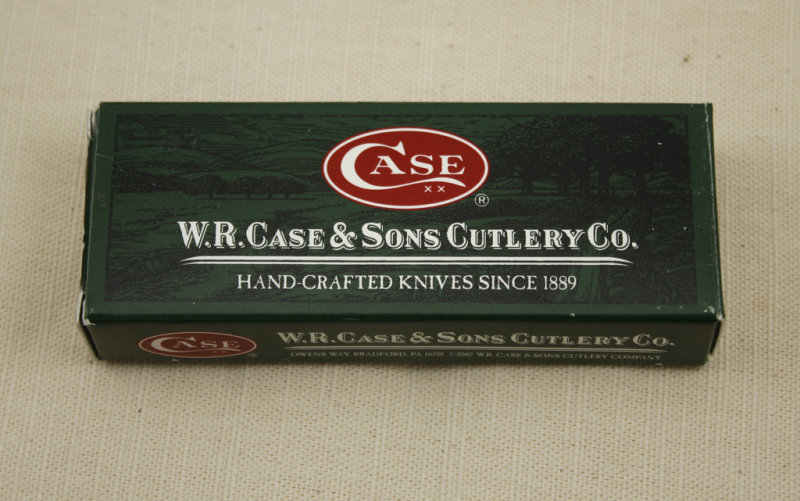 CASE
XX
®
W.R. CASE & SONS CUTLERY CO.
HAND-CRAFTED KNIVES SINCE 1889
CASE
®
W.R. CASE & SONS CUTLERY CO.
OWENS WAY, BRADFORD, PA 16701 ©2007 W.R. CASE & SONS CUTLERY COMPANY